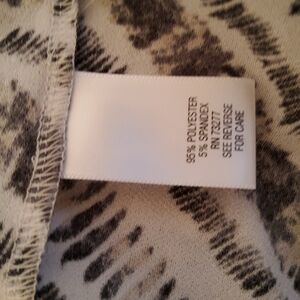 95% POLYESTER
5% SPANDEX
RN 73277
SEE REVERSE
FOR CARE